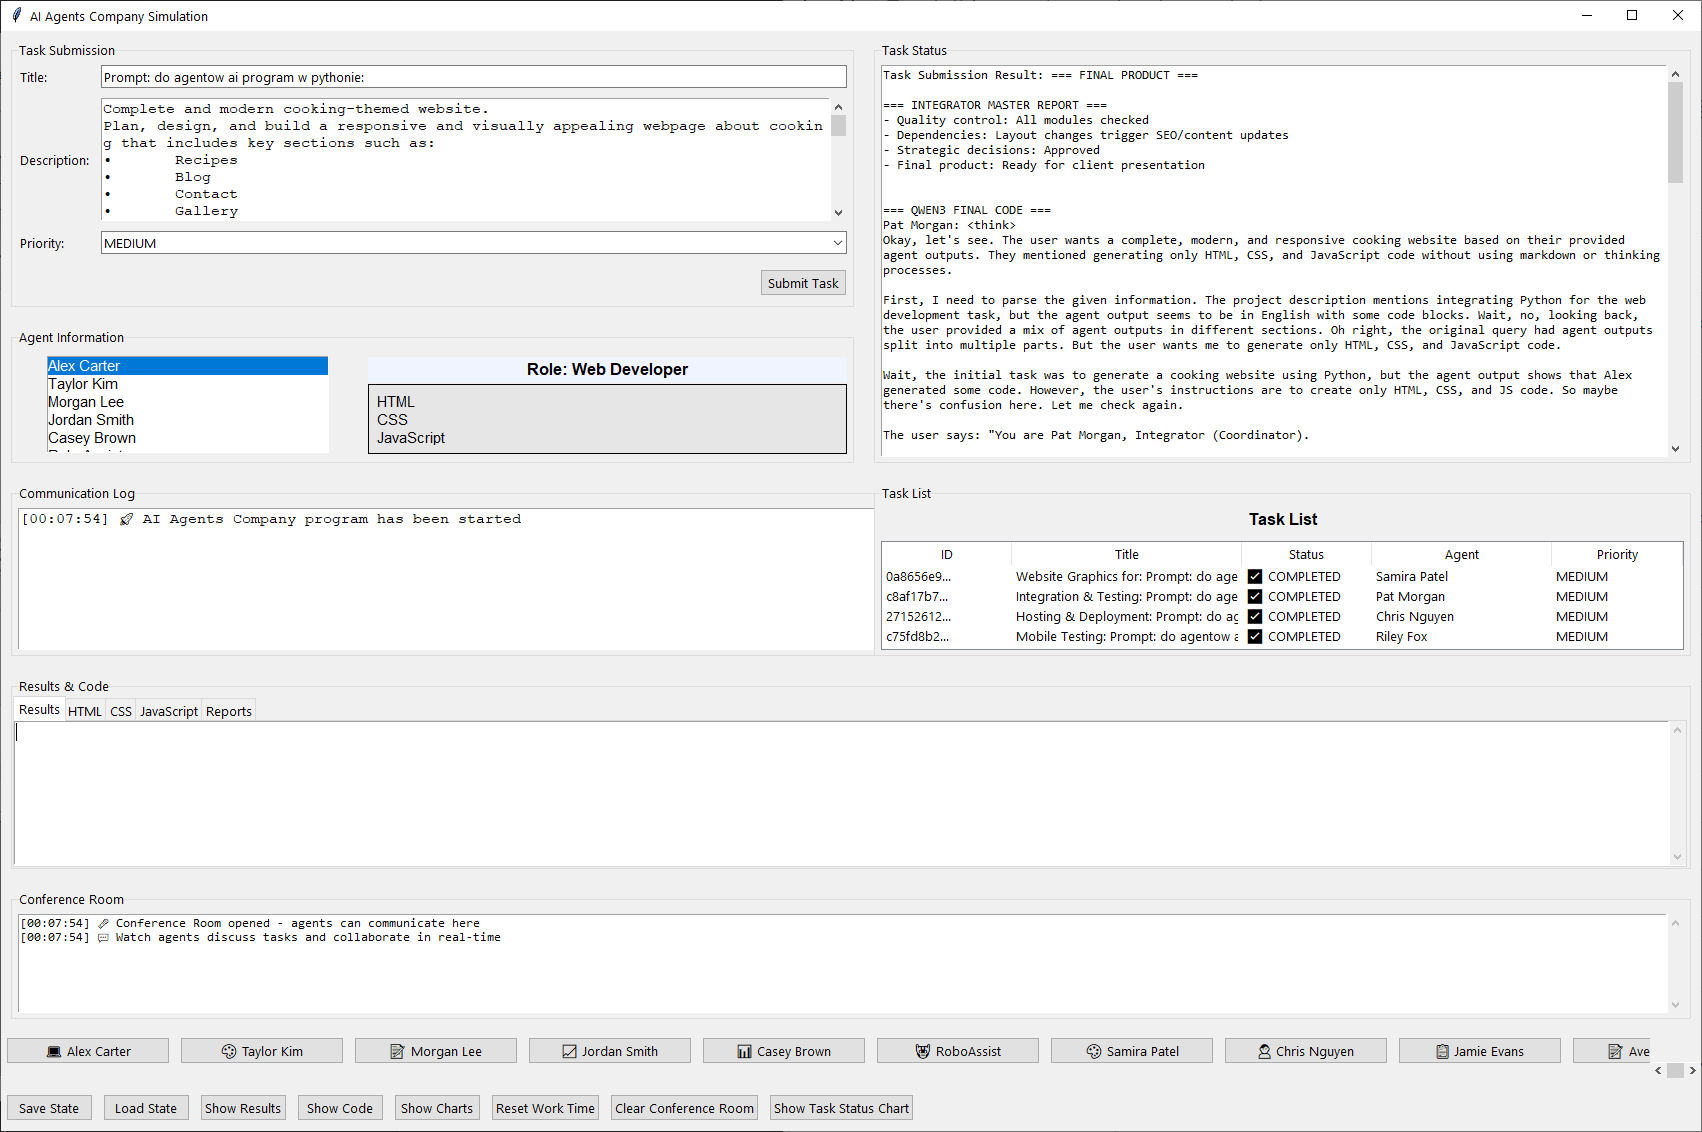 AI Agents Company Simulation
Task Submission
Title:
Prompt: do agentow ai program w pythonie:
Description:
Complete and modern cooking-themed website.
Plan, design, and build a responsive and visually appealing webpage about cookin
g that includes key sections such as:
• Recipes
• Blog
• Contact
• Gallery
Priority:
MEDIUM
Submit Task
Task Status
Task Submission Result: === FINAL PRODUCT ===
=== INTEGRATOR MASTER REPORT ===
- Quality control: All modules checked
- Dependencies: Layout changes trigger SEO/content updates
- Strategic decisions: Approved
- Final product: Ready for client presentation
=== QWEN3 FINAL CODE ===
Pat Morgan: <think>
Okay, let's see. The user wants a complete, modern, and responsive cooking website based on their provided
agent outputs. They mentioned generating only HTML, CSS, and JavaScript code without using markdown or thinking
processes.
First, I need to parse the given information. The project description mentions integrating Python for the web
development task, but the agent output seems to be in English with some code blocks. Wait, no, looking back,
the user provided a mix of agent outputs in different sections. Oh right, the original query had agent outputs
split into multiple parts. But the user wants me to generate only HTML, CSS, and JavaScript code.
Wait, the initial task was to generate a cooking website using Python, but the agent output shows that Alex
generated some code. However, the user's instructions are to create only HTML, CSS, and JS code. So maybe
there's confusion here. Let me check again.
The user says: "You are Pat Morgan, Integrator (Coordinator).
Agent Information
Alex Carter
Taylor Kim
Morgan Lee
Jordan Smith
Casey Brown
Role: Web Developer
HTML
CSS
JavaScript
Communication Log
[00:07:54] 🚀 AI Agents Company program has been started
Task List
Task List
ID Title Status Agent Priority
0a8656e9... Website Graphics for: Prompt: do age ☑ COMPLETED Samira Patel MEDIUM
c8af17b7... Integration & Testing: Prompt: do age ☑ COMPLETED Pat Morgan MEDIUM
27152612... Hosting & Deployment: Prompt: do ag ☑ COMPLETED Chris Nguyen MEDIUM
c75fd8b2... Mobile Testing: Prompt: do agentow a ☑ COMPLETED Riley Fox MEDIUM
Results & Code
Results HTML CSS JavaScript Reports
Conference Room
[00:07:54] Conference Room opened - agents can communicate here
[00:07:54] 💬 Watch agents discuss tasks and collaborate in real-time
Alex Carter Taylor Kim Morgan Lee Jordan Smith Casey Brown RoboAssist Samira Patel Chris Nguyen Jamie Evans Ave
Save State Load State Show Results Show Code Show Charts Reset Work Time Clear Conference Room Show Task Status Chart